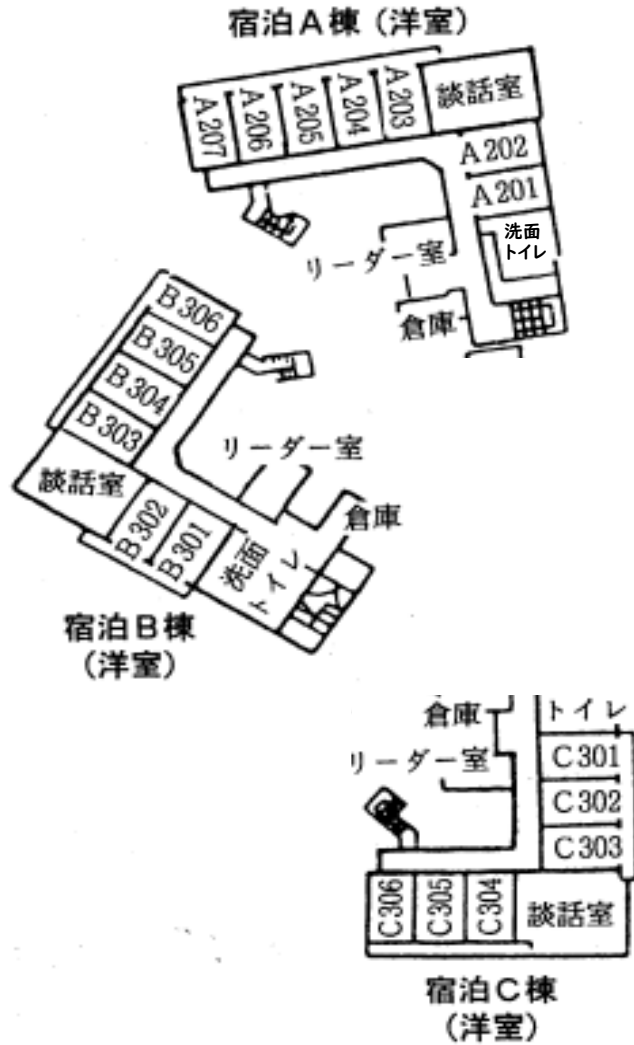 宿泊A棟（洋室）
A207
A206
A205
A204
A203
談話室
A202
A201
洗面
トイレ
リーダー室
倉庫
B306
B305
B304
B303
談話室
B302
B301
リーダー室
倉庫
洗面
トイレ
宿泊B棟
（洋室）
倉庫
トイレ
リーダー室
C301
C302
C303
C306
C305
C304
談話室
宿泊C棟
（洋室）